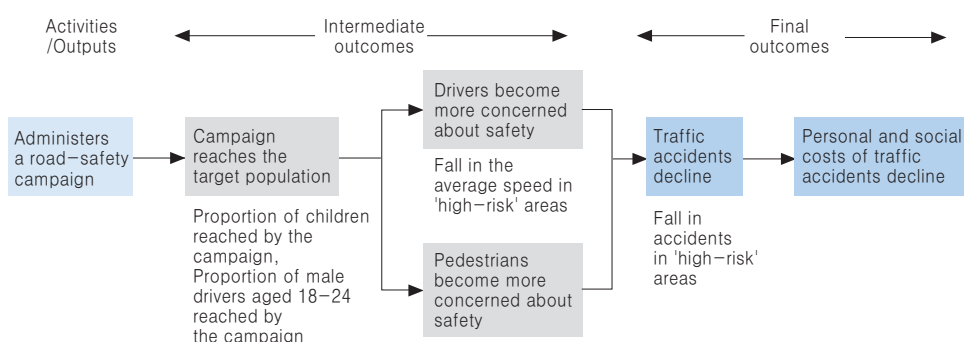 Activities
/Outputs
Intermediate
outcomes
Final
outcomes
Administers
a road-safety
campaign
Campaign
reaches the
target population
Proportion of children
reached by the
campaign,
Proportion of male
drivers aged 18-24
reached by
the campaign
Drivers become
more concerned
about safety
Fall in the
average speed in
'high-risk' areas
Pedestrians
become more
concerned about
safety
Traffic
accidents
decline
Fall in
accidents
in 'high-risk'
areas
Personal and social
costs of traffic
accidents decline